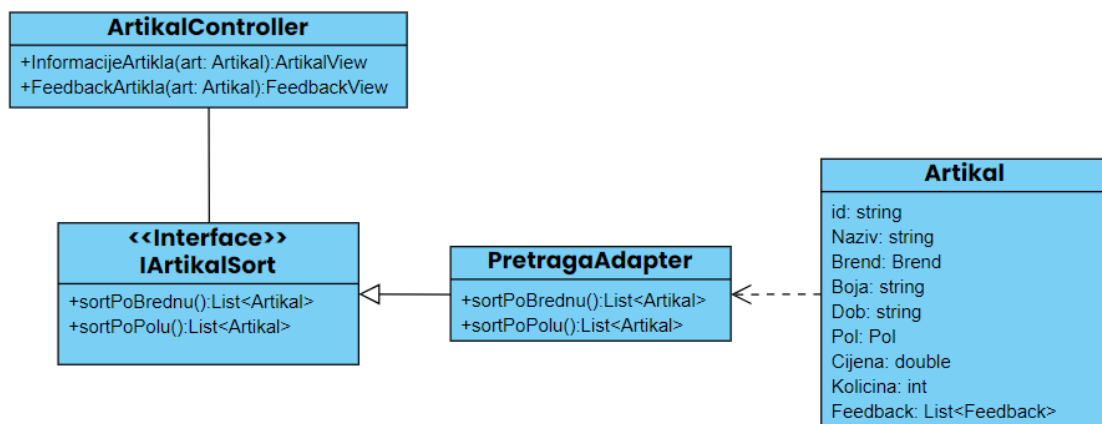 ArtikalController
+InformacijeArtikla(art: Artikal):ArtikalView
+FeedbackArtikla(art: Artikal):FeedbackView
<<Interface>>
IArtikalSort
+sortPoBrednu():List<Artikal>
+sortPoPolu():List<Artikal>
PretragaAdapter
+sortPoBrednu():List<Artikal>
+sortPoPolu():List<Artikal>
Artikal
id: string
Naziv: string
Brend: Brend
Boja: string
Dob: string
Pol: Pol
Cijena: double
Kolicina: int
Feedback: List<Feedback>